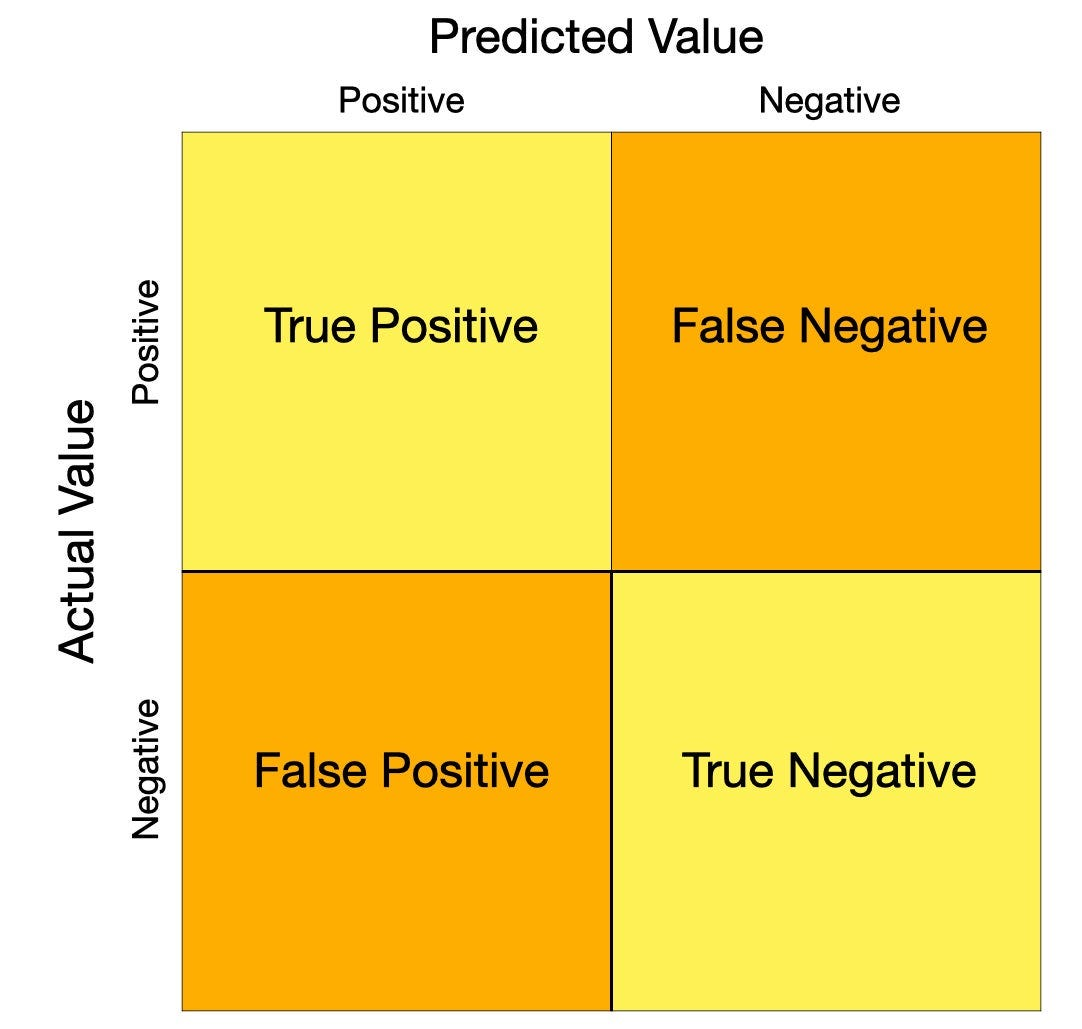 Predicted Value
Positive
Negative
Actual Value
Positive
True Positive
False Negative
Negative
False Positive
True Negative